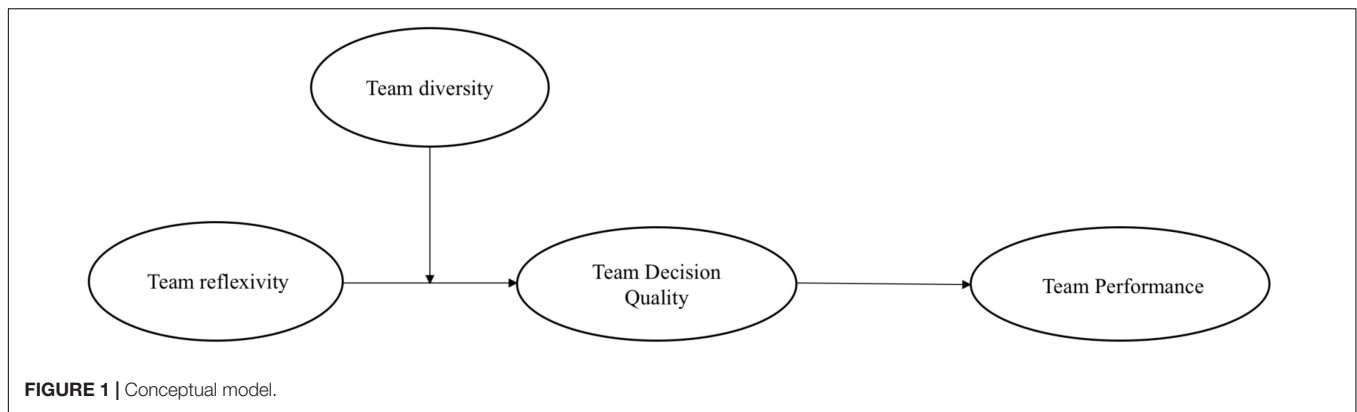 Team diversity
Team reflexivity
Team Decision
Quality
Team Performance
FIGURE 1 | Conceptual model.